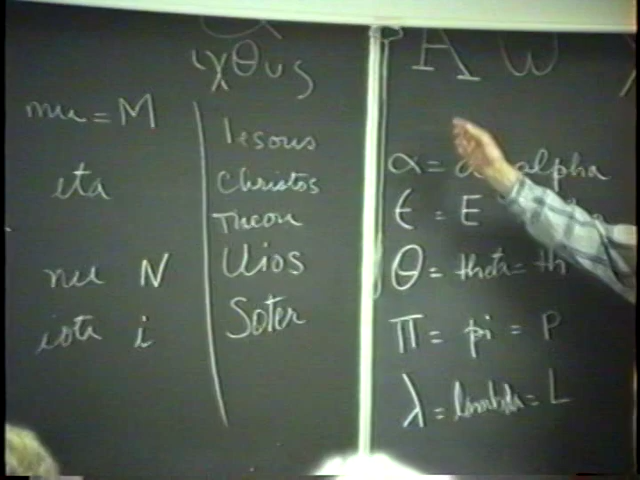 ιχθυς
mu = M
eta
nu N
iota i
Iesous
Christos
Theou
Uios
Soter
A ω
α = a alpha
ϵ = E
θ = theta = th
π = pi = P
λ = lambda = L